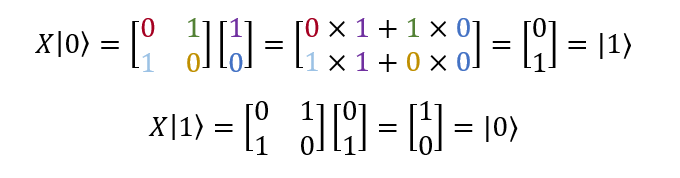 X|0⟩ = [0 1; 1 0] [1; 0] = [0 × 1 + 1 × 0; 1 × 1 + 0 × 0] = [0; 1] = |1⟩
X|1⟩ = [0 1; 1 0] [0; 1] = [1; 0] = |0⟩